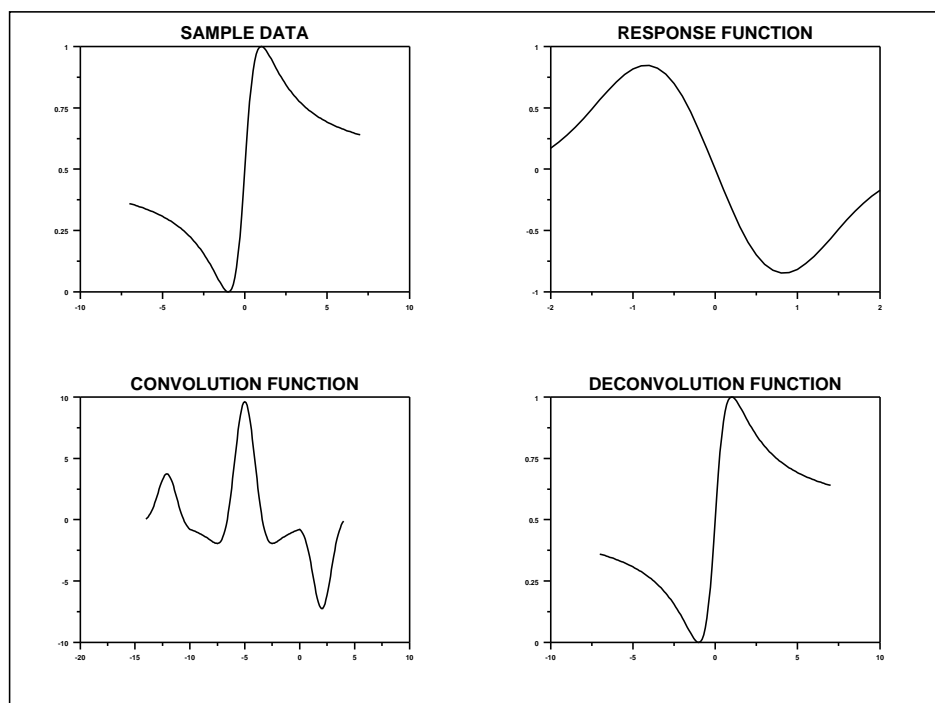 SAMPLE DATA
1
0.75
0.5
0.25
0
-10 -5 0 5 10
RESPONSE FUNCTION
1
0.5
0
-0.5
-1
-2 -1 0 1 2
CONVOLUTION FUNCTION
10
5
0
-5
-10
-20 -15 -10 -5 0 5 10
DECONVOLUTION FUNCTION
1
0.75
0.5
0.25
0
-10 -5 0 5 10